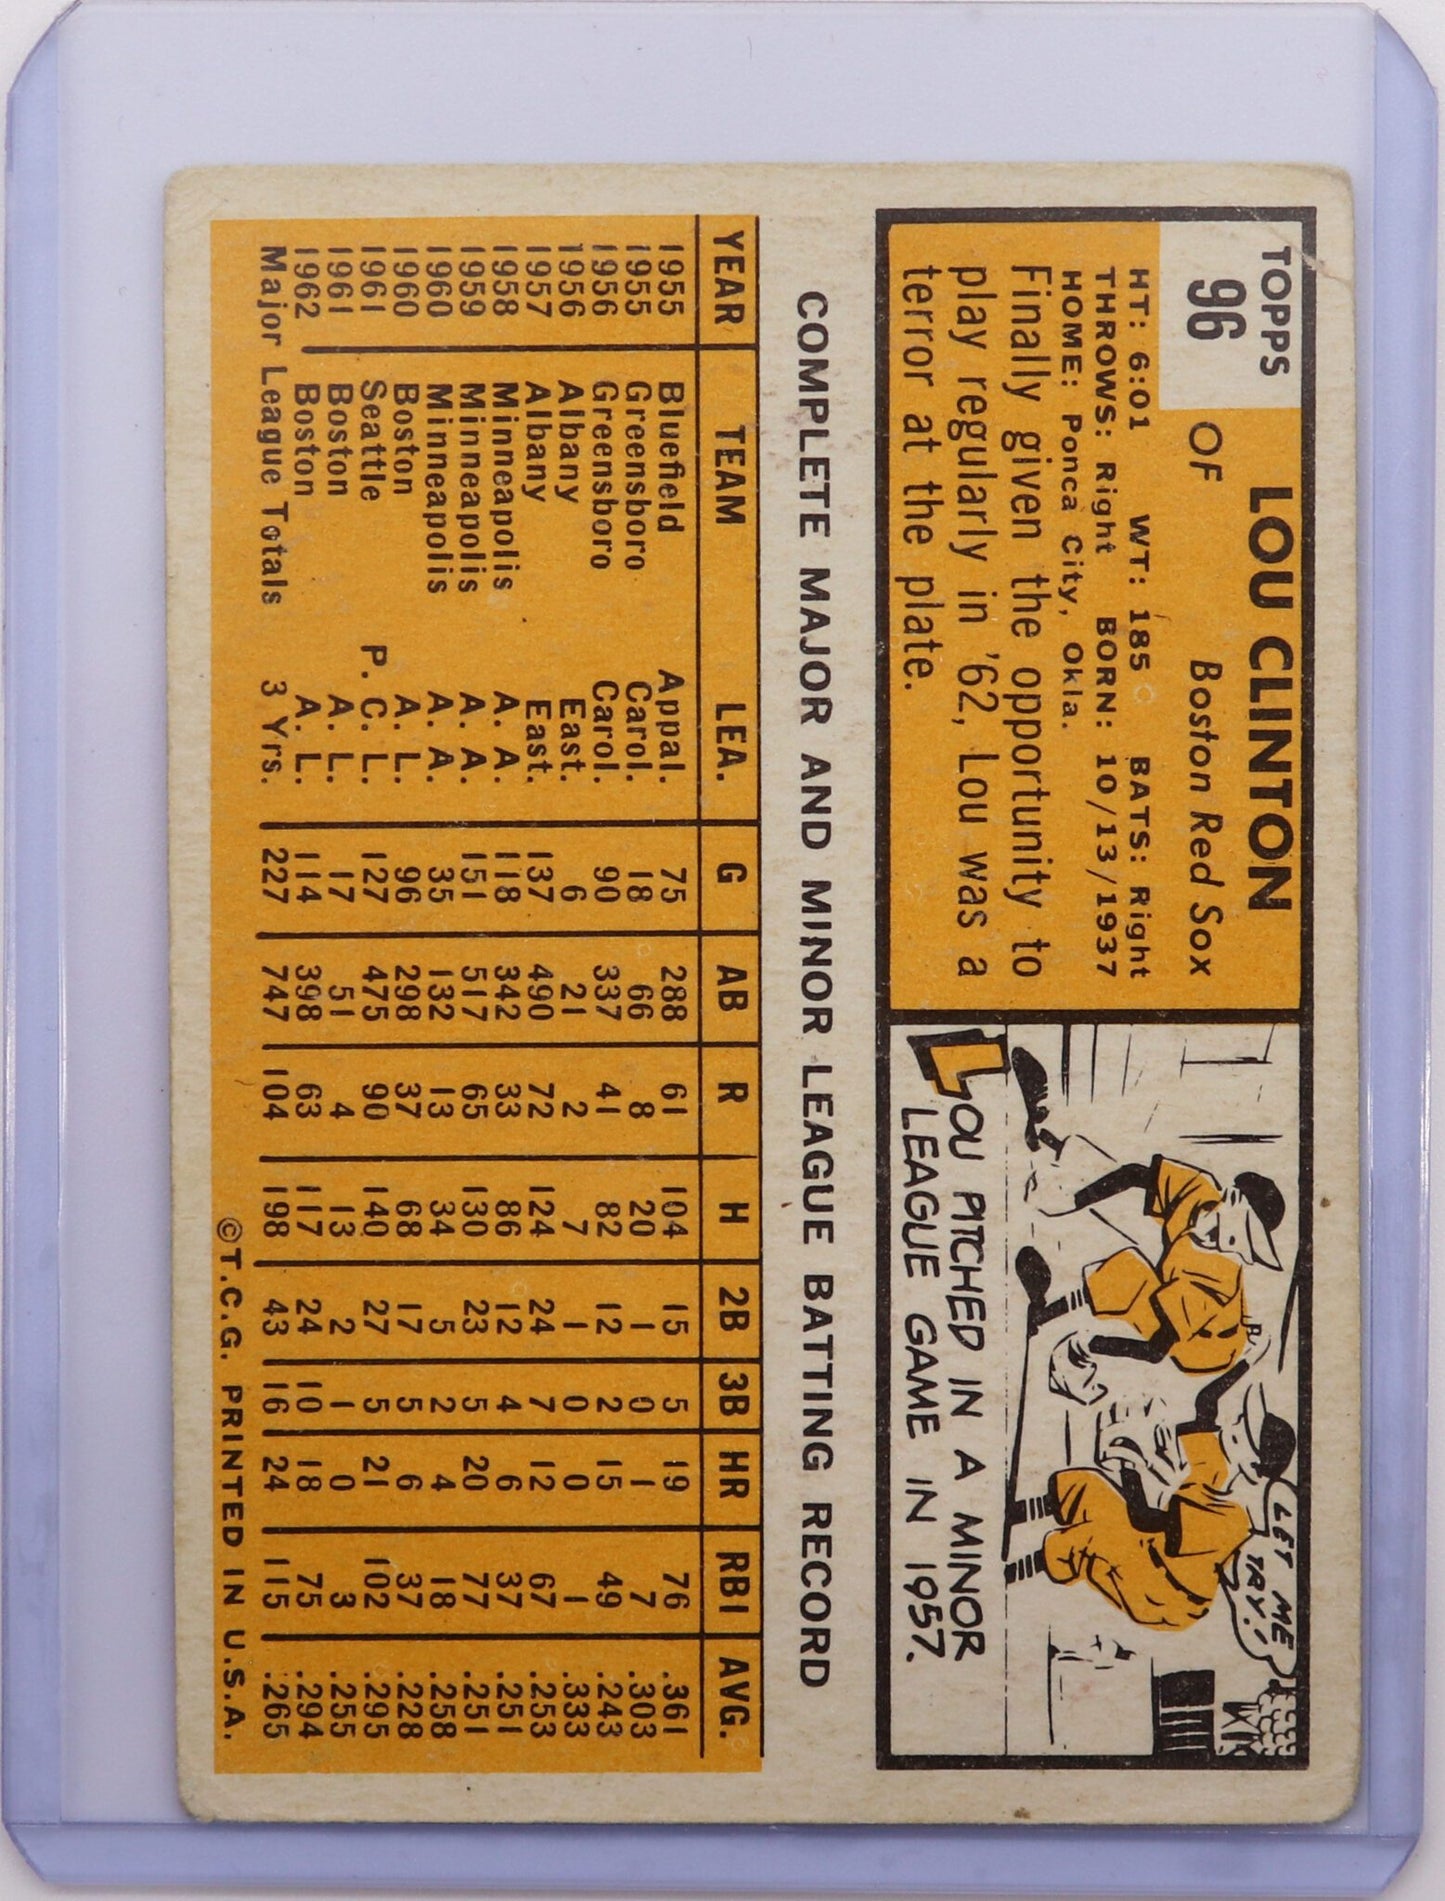 TOPPS
96
LOU CLINTON
OF Boston Red Sox
HT: 6:01 WT: 185 BATS: Right
THROWS: Right BORN: 10/13/1937
HOME: Ponca City, Okla.
Finally given the opportunity to
play regularly in '62, Lou was a
terror at the plate.
LET ME
TRY!
LOU PITCHED IN A MINOR
LEAGUE GAME IN 1957.
COMPLETE MAJOR AND MINOR LEAGUE BATTING RECORD
YEAR TEAM LEA. G AB R H 2B 3B HR RBI AVG.
1955 Bluefield Appal. 75 288 61 104 15 5 19 76 .361
1955 Greensboro Carol. 18 66 8 20 1 0 1 7 .303
1956 Greensboro Carol. 90 337 41 82 12 2 15 49 .243
1956 Albany East. 6 21 2 7 1 0 0 1 .333
1957 Albany East. 137 490 72 124 24 7 12 67 .253
1958 Minneapolis A. A. 118 342 33 86 12 4 6 37 .251
1959 Minneapolis A. A. 151 517 65 130 23 5 20 77 .251
1960 Minneapolis A. A. 35 132 13 34 5 2 4 18 .258
1960 Boston A. L. 96 298 37 68 17 5 6 37 .228
1961 Seattle P. C. L. 127 475 90 140 27 5 21 102 .295
1961 Boston A. L. 17 51 4 13 2 1 0 3 .255
1962 Boston A. L. 114 398 63 117 24 10 18 75 .294
Major League Totals 3 Yrs. 227 747 104 198 43 16 24 115 .265
©T.C.G. PRINTED IN U.S.A.